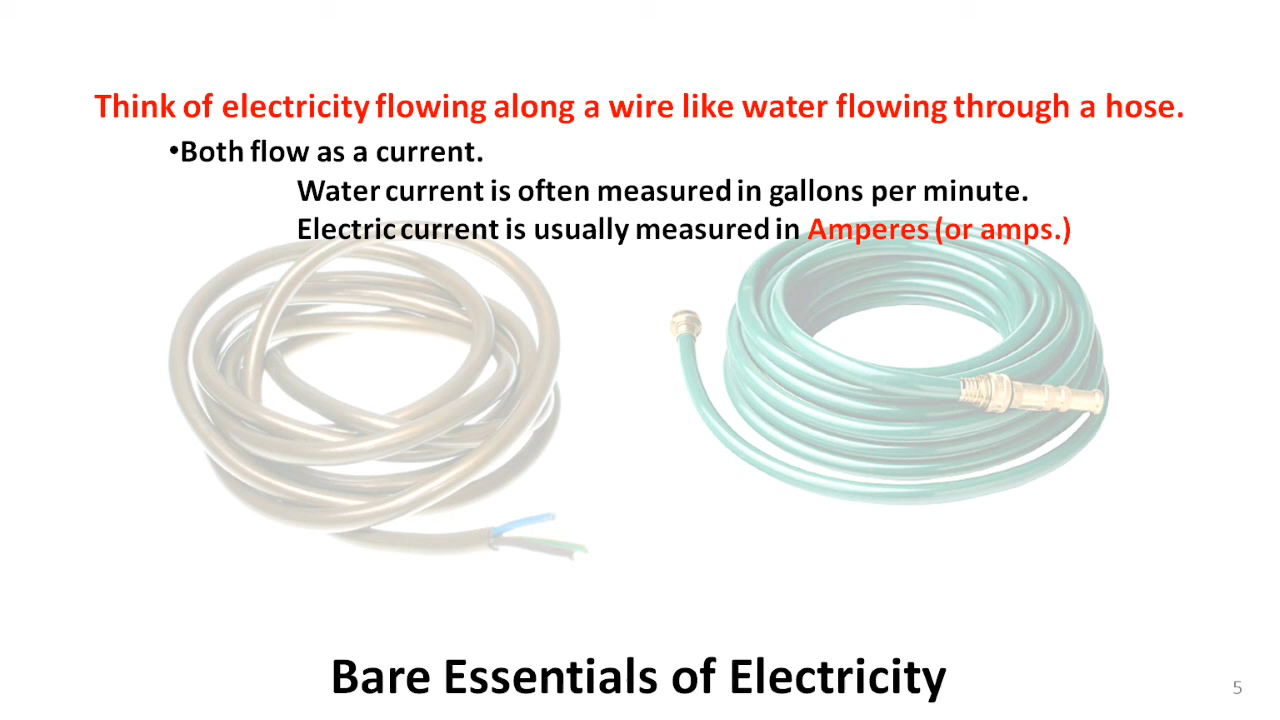 Think of electricity flowing along a wire like water flowing through a hose.
•Both flow as a current.
Water current is often measured in gallons per minute.
Electric current is usually measured in Amperes (or amps.)
Bare Essentials of Electricity
5